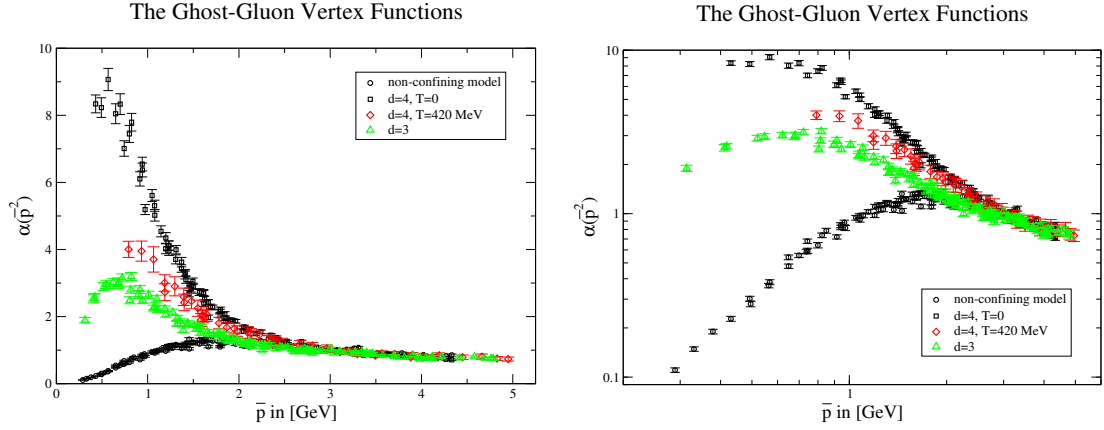 The Ghost-Gluon Vertex Functions
10
8
6
4
2
0
α(p̄²)
0 1 2 3 4 5
p̄ in [GeV]
non-confining model
d=4, T=0
d=4, T=420 MeV
d=3
The Ghost-Gluon Vertex Functions
10
1
0.1
α(p̄²)
1
p̄ in [GeV]
non-confining model
d=4, T=0
d=4, T=420 MeV
d=3